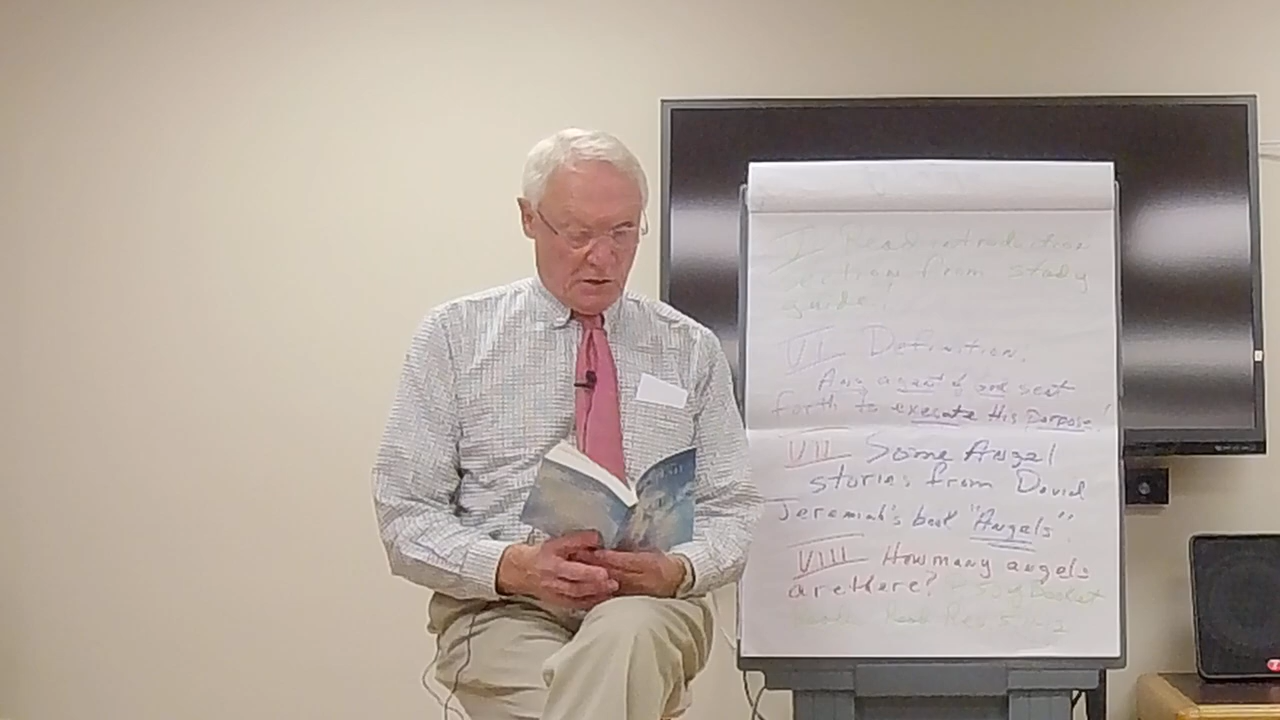 V Read introduction
section from study
guide.
VI Definition.
Any agent of God sent
forth to execute His purpose.
VII Some Angel
stories from David
Jeremiah's book "Angels".
VIII How many angels
are there?